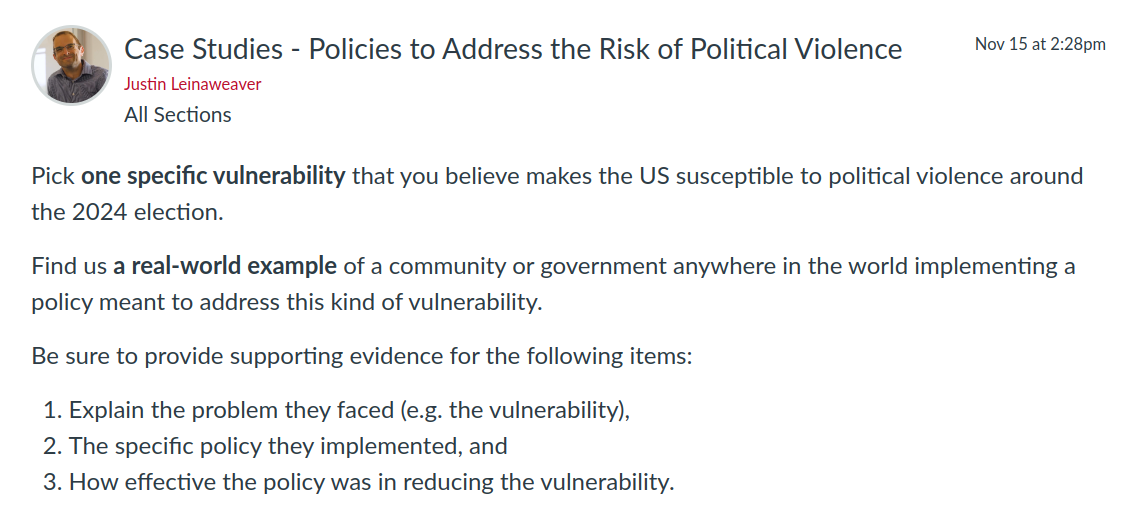 Case Studies - Policies to Address the Risk of Political Violence
Nov 15 at 2:28pm
Justin Leinaweaver
All Sections
Pick one specific vulnerability that you believe makes the US susceptible to political violence around
the 2024 election.
Find us a real-world example of a community or government anywhere in the world implementing a
policy meant to address this kind of vulnerability.
Be sure to provide supporting evidence for the following items:
1. Explain the problem they faced (e.g. the vulnerability),
2. The specific policy they implemented, and
3. How effective the policy was in reducing the vulnerability.